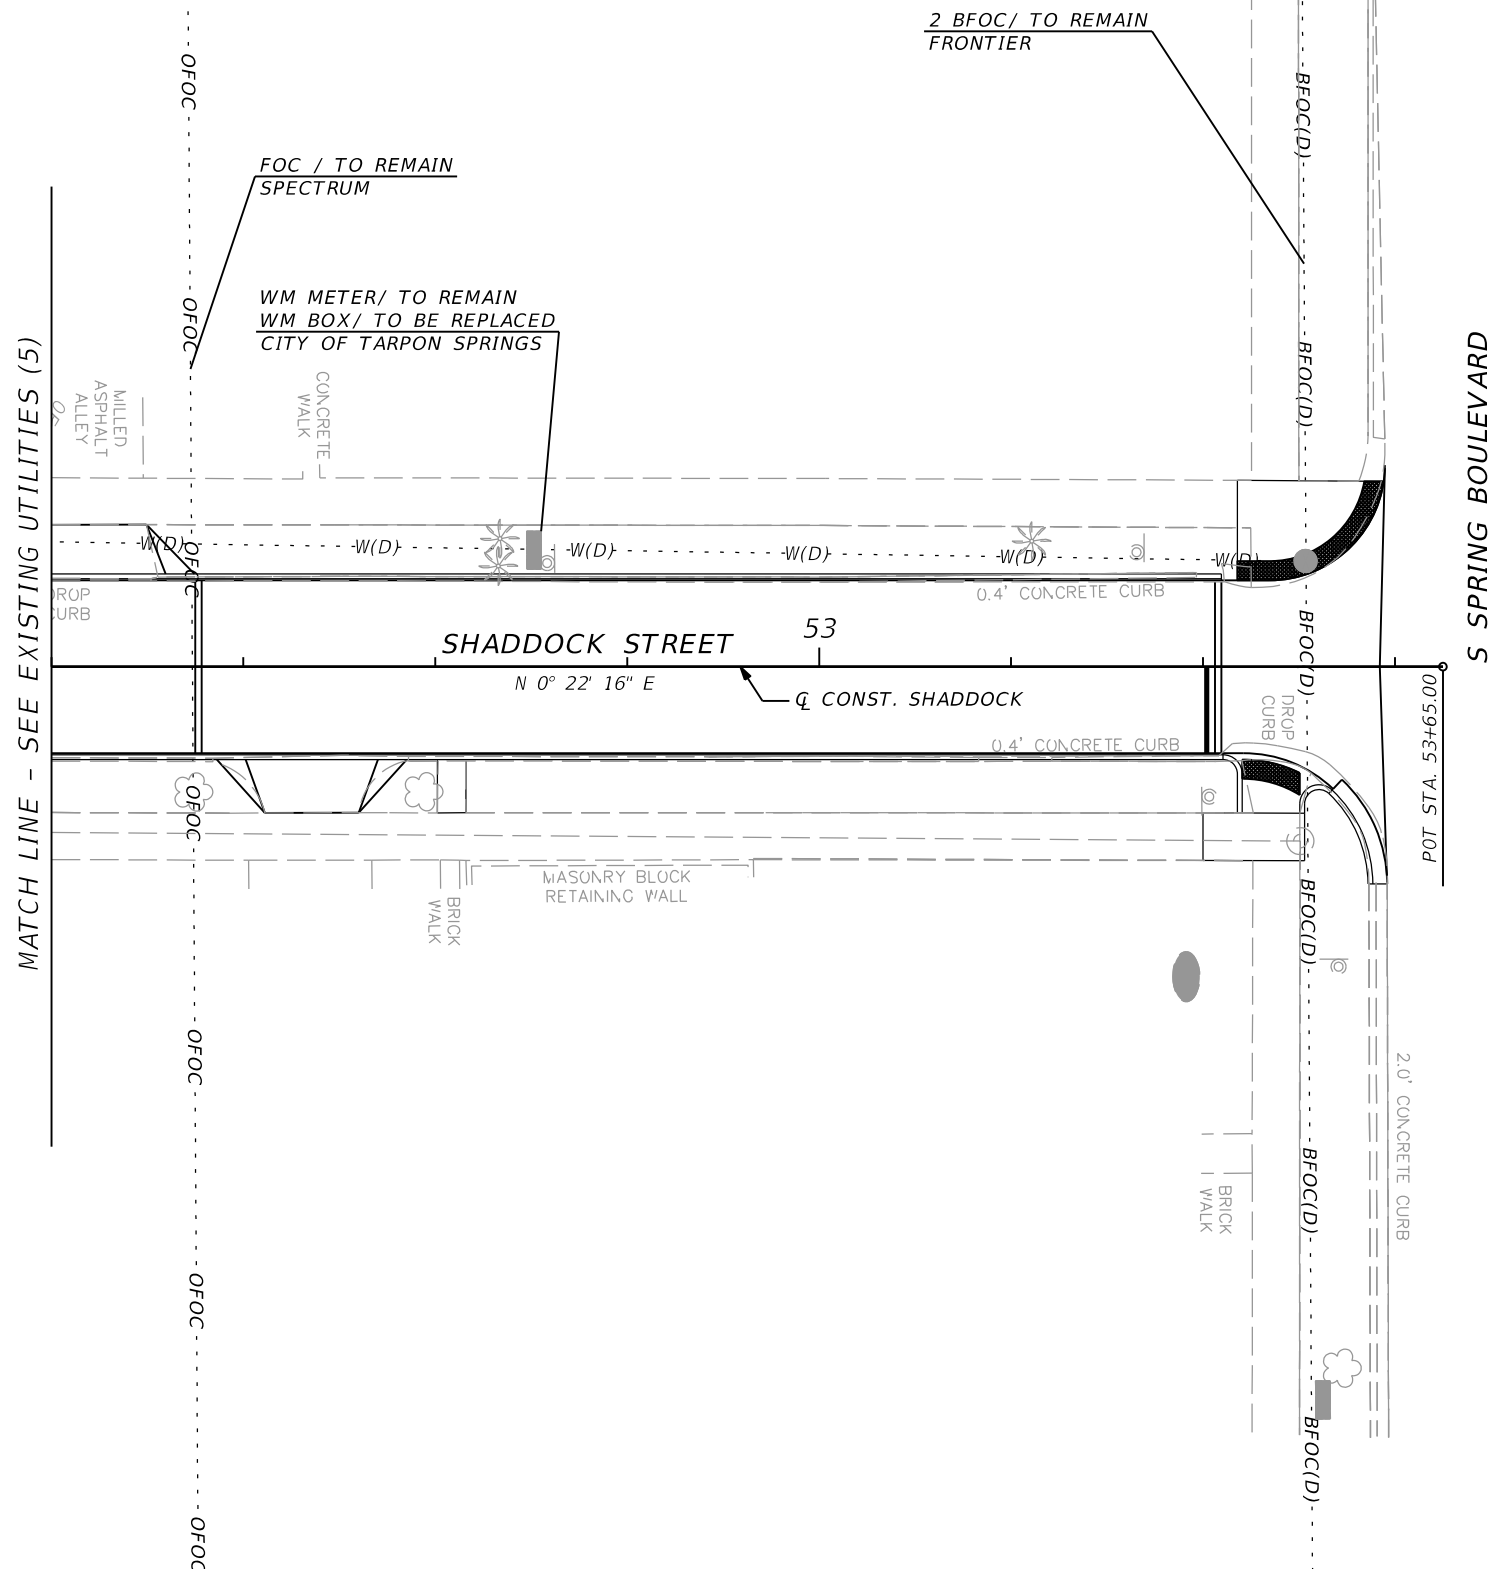 2 BFOC/ TO REMAIN
FRONTIER
OFOC
BFOC(D)
FOC / TO REMAIN
SPECTRUM
WM METER/ TO REMAIN
WM BOX/ TO BE REPLACED
CITY OF TARPON SPRINGS
OFOC
BFOC(D)
MATCH LINE - SEE EXISTING UTILITIES (5)
S SPRING BOULEVARD
MILLED
ASPHALT
ALLEY
CONCRETE
WALK
W(D)
W(D)
W(D)
W(D)
W(D)
W(D)
OFOC
DROP
CURB
0.4' CONCRETE CURB
SHADDOCK STREET
53
BFOC(D)
N 0° 22' 16" E
℄ CONST. SHADDOCK
DROP
CURB
POT STA. 53+65.00
0.4' CONCRETE CURB
OFOC
MASONRY BLOCK
RETAINING WALL
BRICK
WALK
BFOC(D)
OFOC
2.0' CONCRETE CURB
BFOC(D)
BRICK
WALK
OFOC
BFOC(D)
OFOC